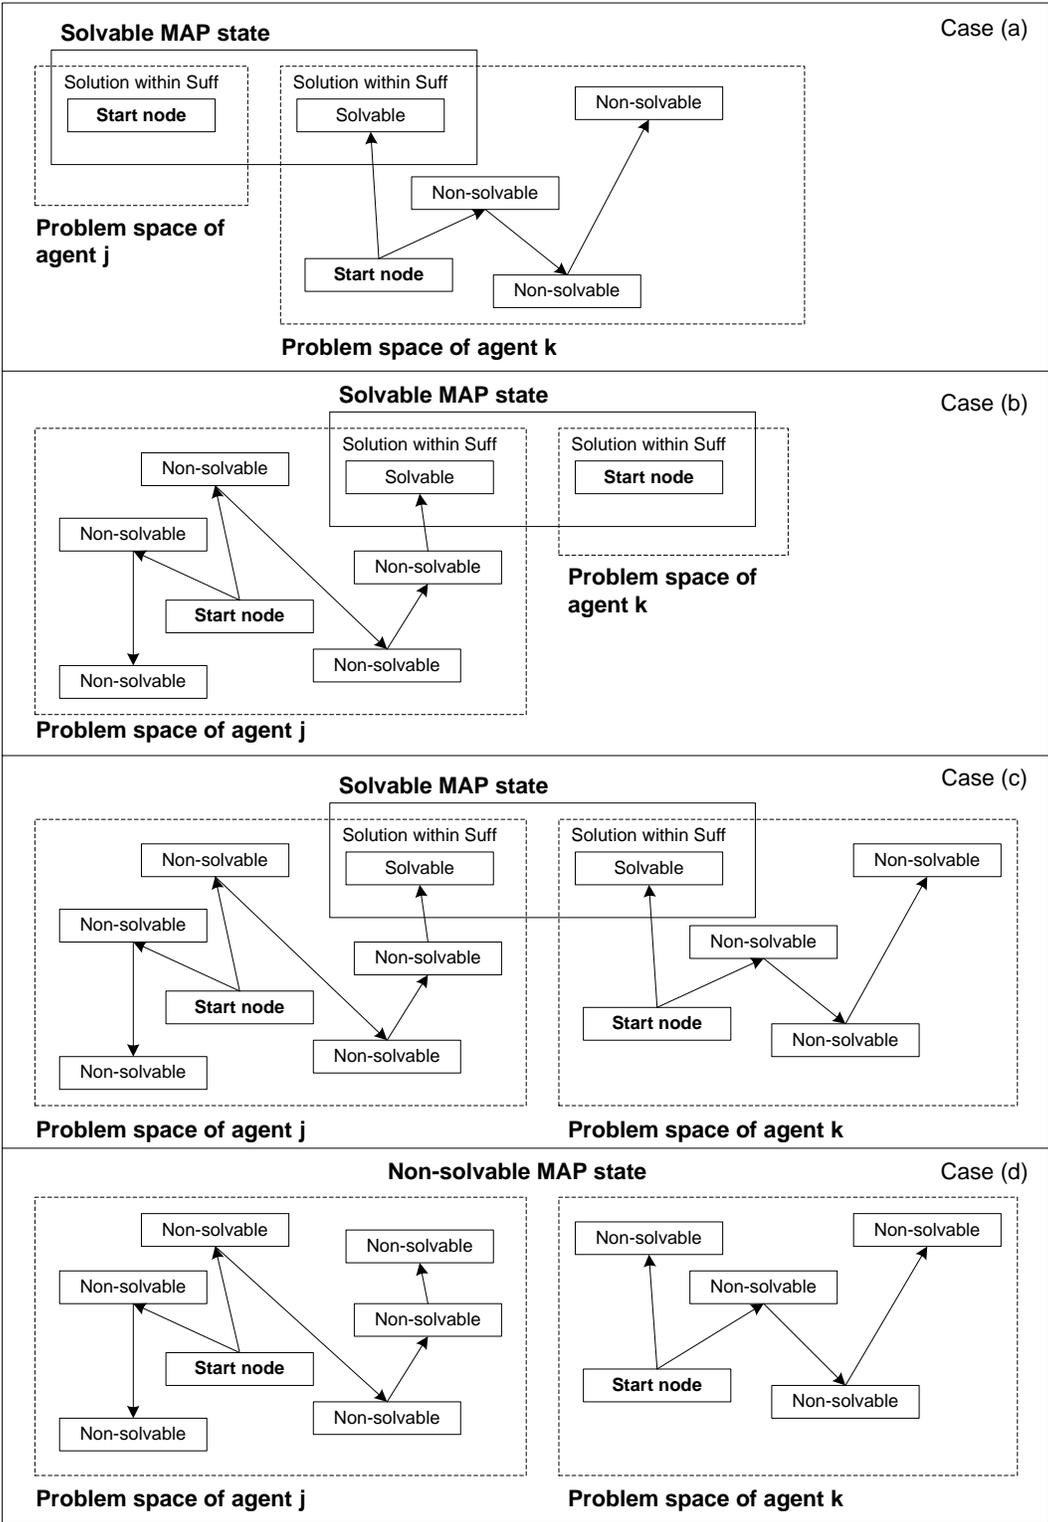 Solvable MAP state
Case (a)
Solution within Suff
Start node
Solution within Suff
Solvable
Non-solvable
Non-solvable
Start node
Non-solvable
Problem space of
agent j
Problem space of agent k
Solvable MAP state
Case (b)
Solution within Suff
Solvable
Non-solvable
Non-solvable
Non-solvable
Start node
Non-solvable
Non-solvable
Problem space of agent j
Solution within Suff
Start node
Problem space of
agent k
Solvable MAP state
Case (c)
Solution within Suff
Solvable
Non-solvable
Non-solvable
Non-solvable
Start node
Non-solvable
Non-solvable
Problem space of agent j
Solution within Suff
Solvable
Non-solvable
Non-solvable
Start node
Non-solvable
Problem space of agent k
Non-solvable MAP state
Case (d)
Non-solvable
Non-solvable
Non-solvable
Non-solvable
Start node
Non-solvable
Non-solvable
Problem space of agent j
Non-solvable
Non-solvable
Non-solvable
Start node
Non-solvable
Problem space of agent k